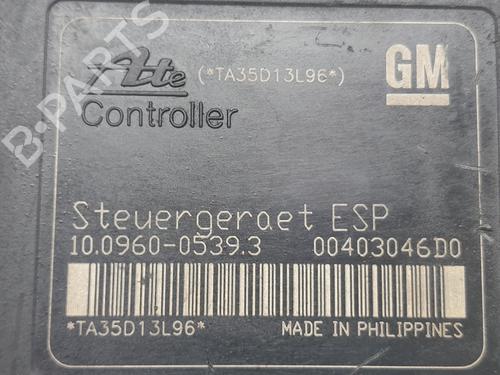 Ate (*TA35D13L96*) GM
Controller
B-PARTS
Steuergeraet ESP
10.0960-0539.3 00403046D0
*TA35D13L96* MADE IN PHILIPPINES